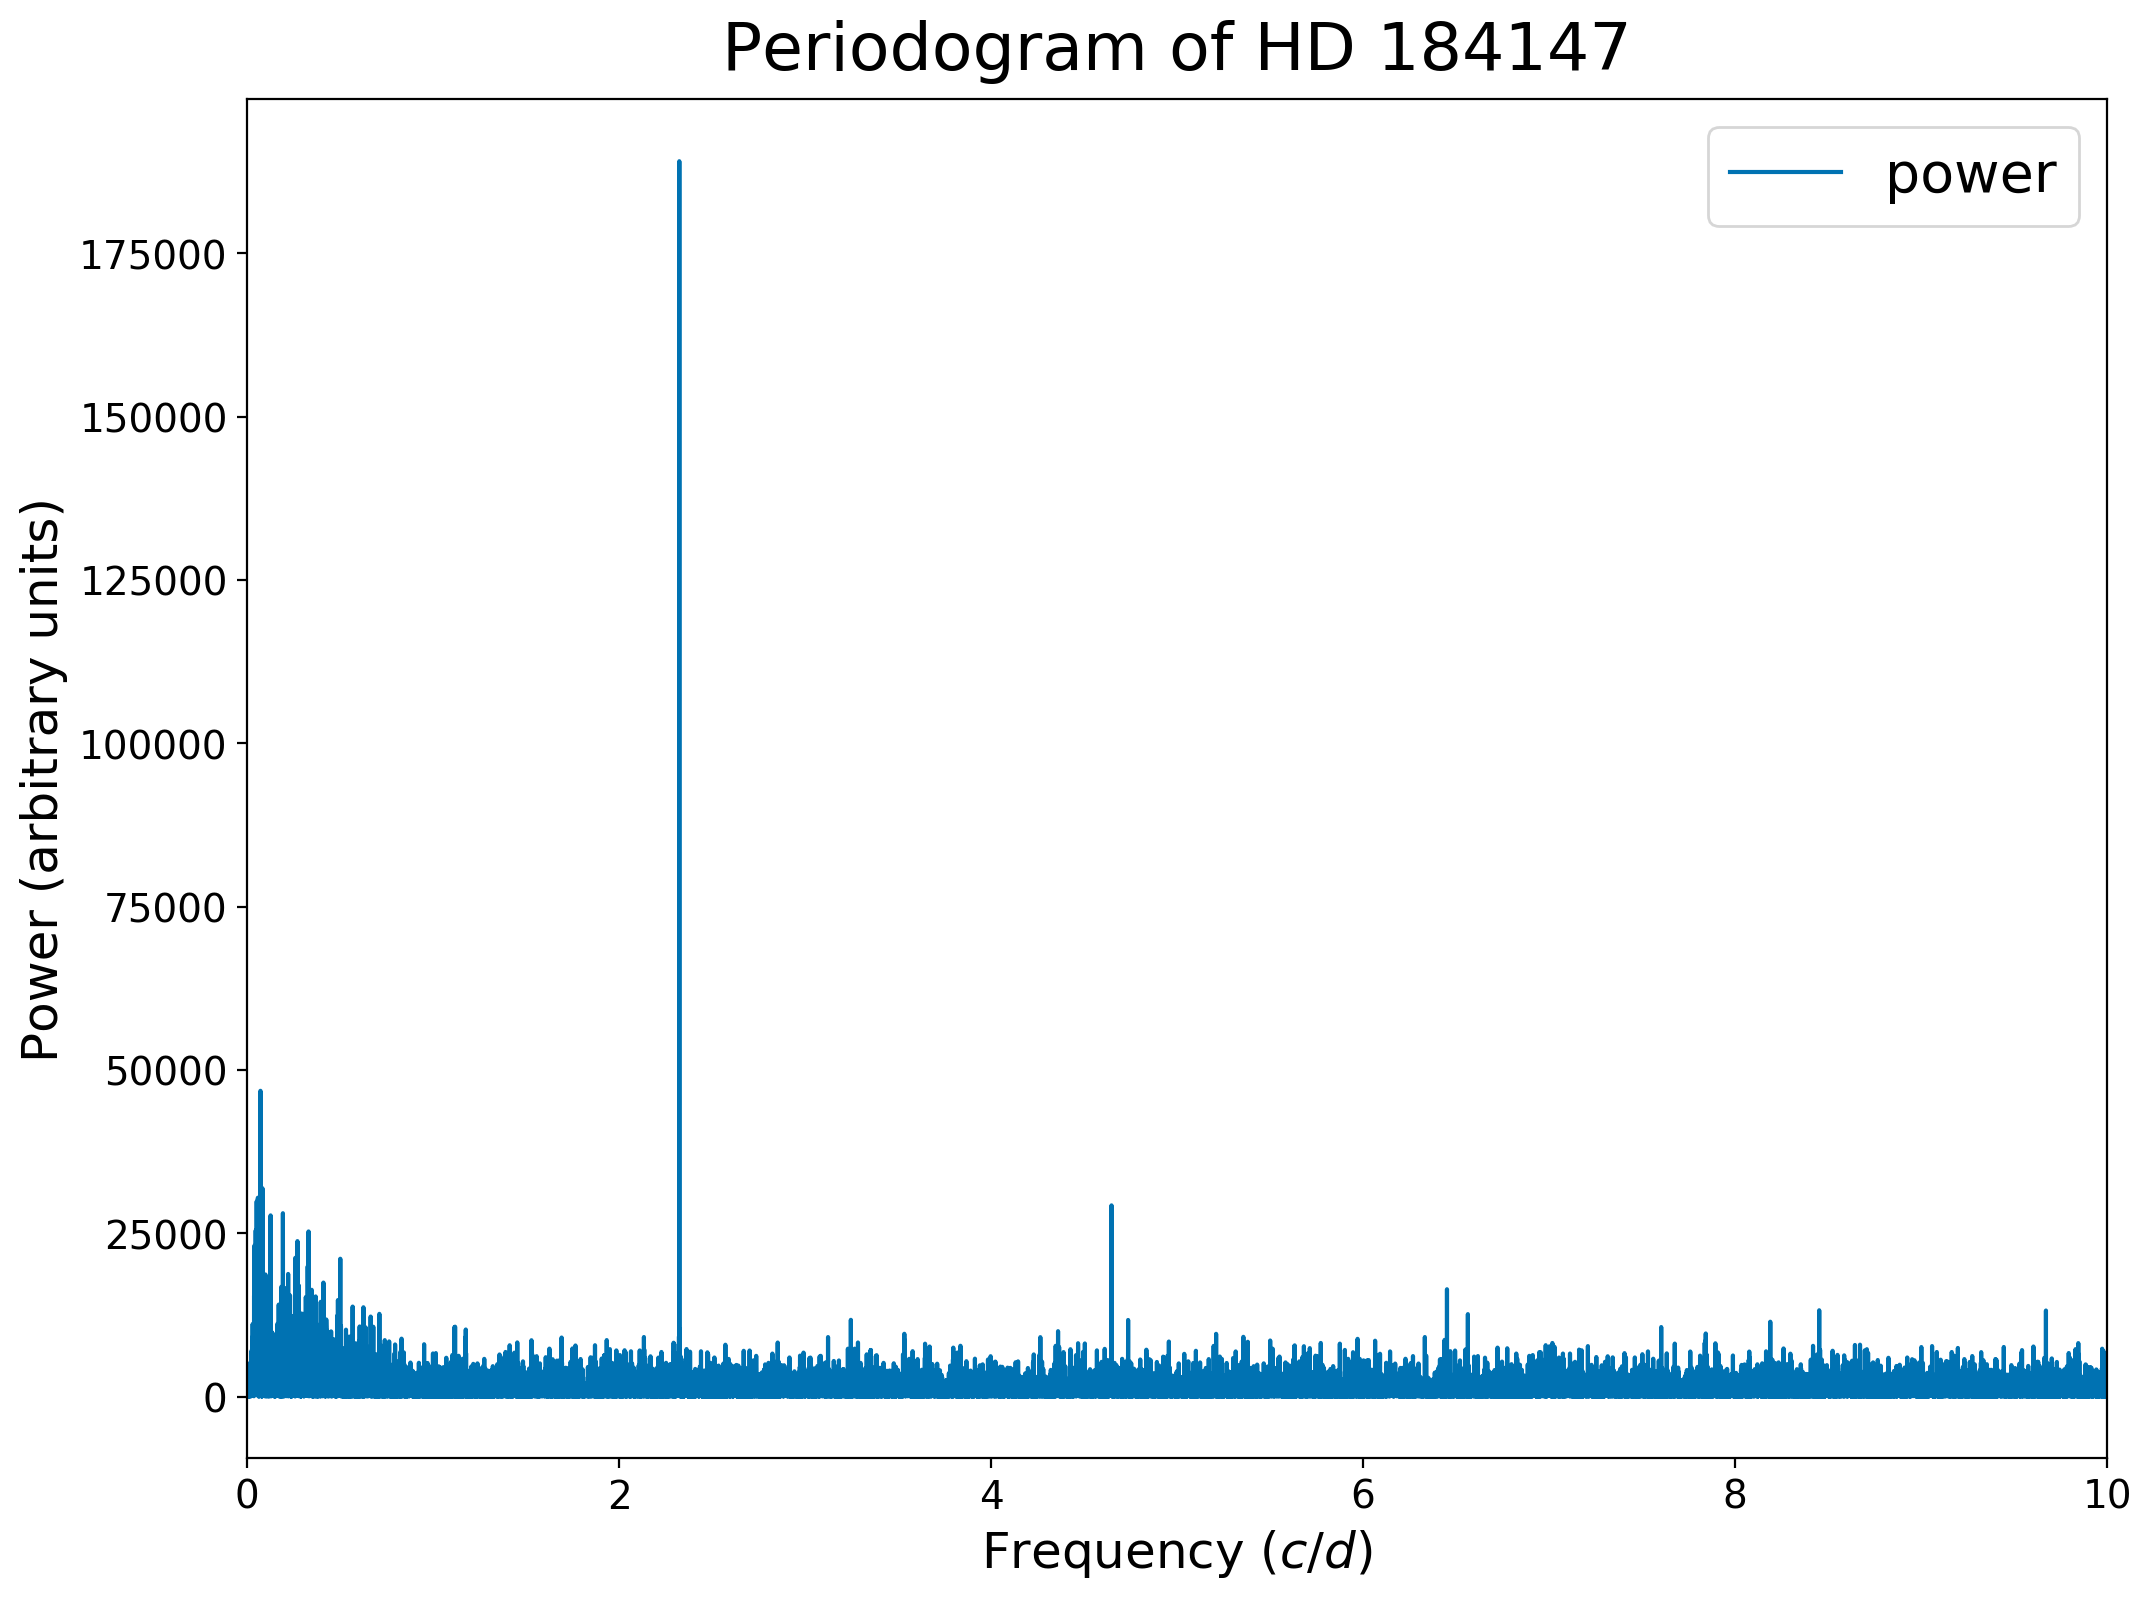 Periodogram of HD 184147
power
Power (arbitrary units)
175000
150000
125000
100000
75000
50000
25000
0
0 2 4 6 8 10
Frequency (c/d)